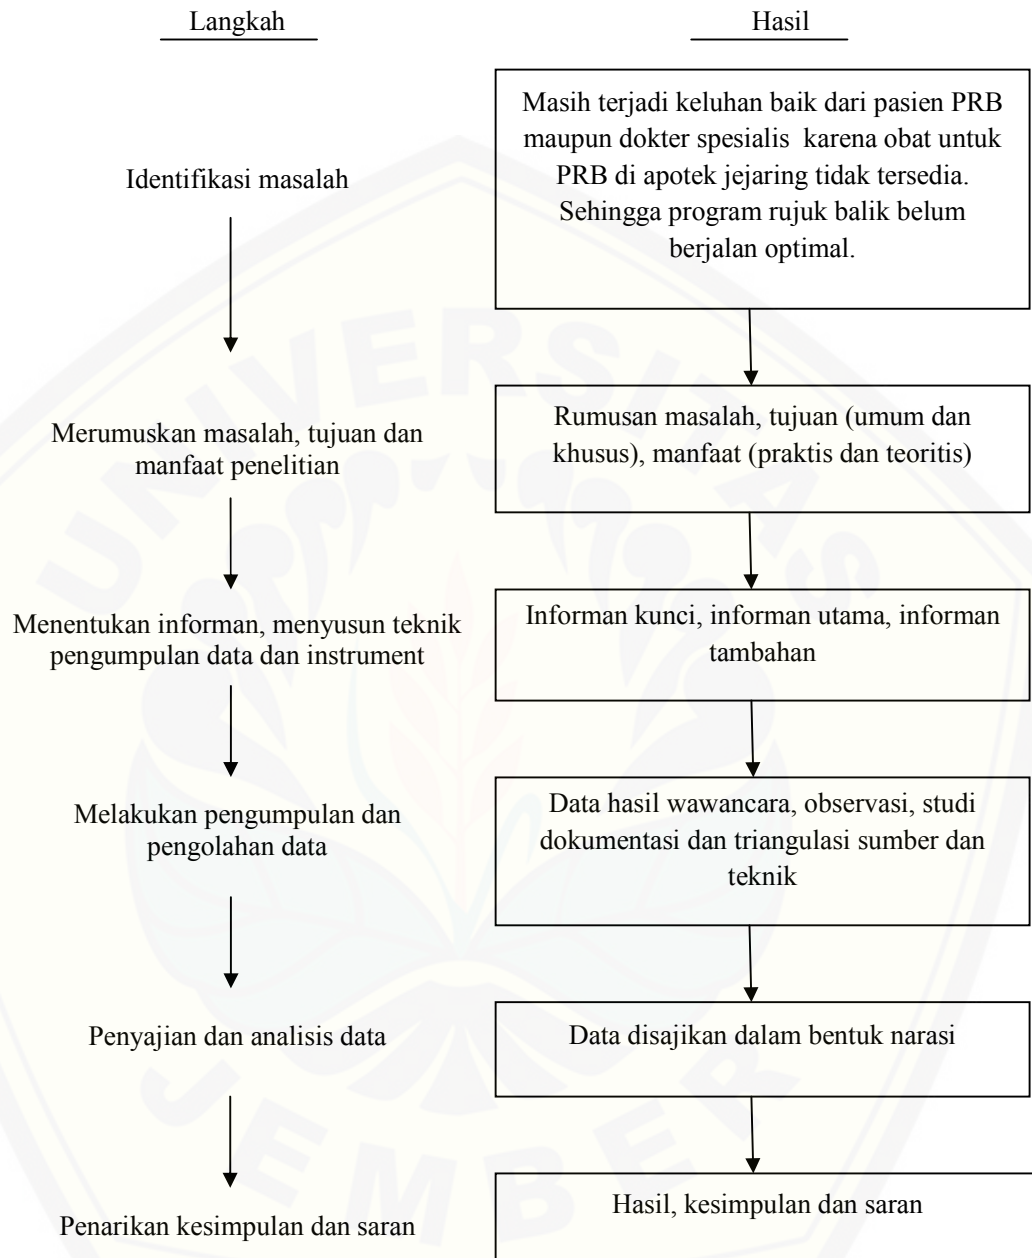 Langkah
Hasil
Identifikasi masalah
Masih terjadi keluhan baik dari pasien PRB
maupun dokter spesialis karena obat untuk
PRB di apotek jejaring tidak tersedia.
Sehingga program rujuk balik belum
berjalan optimal.
Merumuskan masalah, tujuan dan
manfaat penelitian
Rumusan masalah, tujuan (umum dan
khusus), manfaat (praktis dan teoritis)
Menentukan informan, menyusun teknik
pengumpulan data dan instrument
Informan kunci, informan utama, informan
tambahan
Melakukan pengumpulan dan
pengolahan data
Data hasil wawancara, observasi, studi
dokumentasi dan triangulasi sumber dan
teknik
Penyajian dan analisis data
Data disajikan dalam bentuk narasi
Penarikan kesimpulan dan saran
Hasil, kesimpulan dan saran
UNIVERSITAS
JEMBER